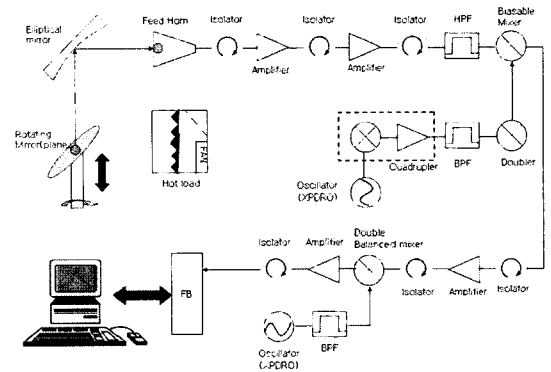 Elliptical
mirror
Feed Horn
Isolator
Amplifier
Isolator
Amplifier
Isolator
HPF
Biasable
Mixer
Rotating
Mirror(plane)
FAN
Hot load
Quadrupler
BPF
Doubler
Oscillator
(XPDRO)
Isolator
Amplifier
Double
Balanced mixer
Isolator
Amplifier
Isolator
FB
Oscillator
BPF